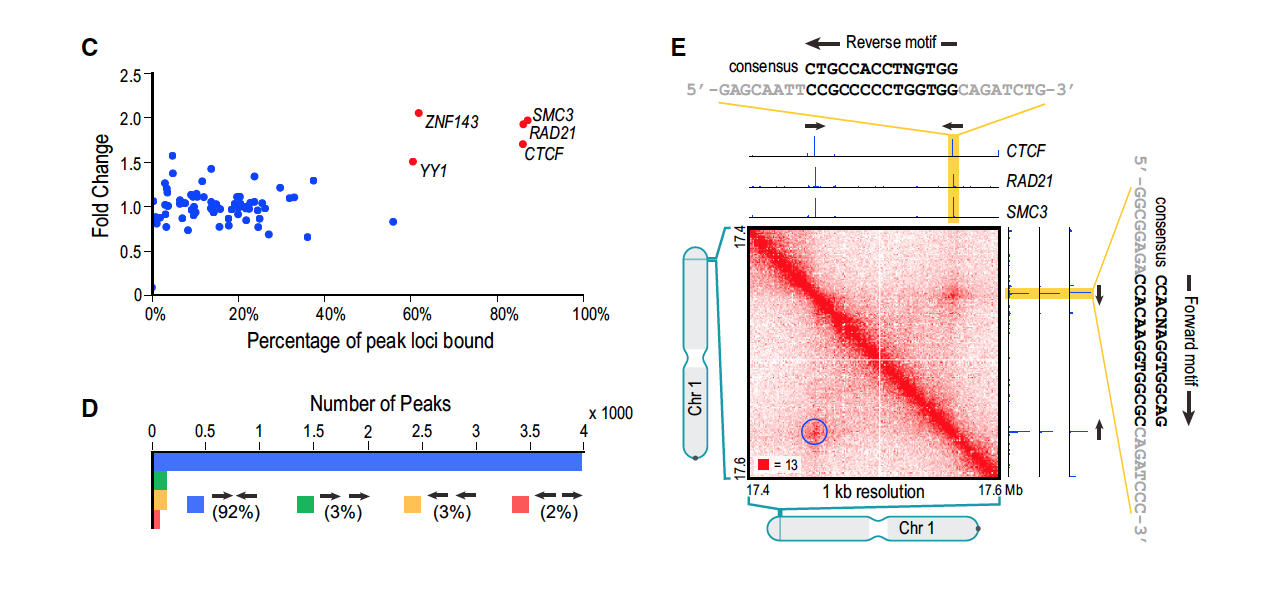 C
Fold Change
2.5
2.0
1.5
1.0
0.5
0
ZNF143
SMC3
RAD21
CTCF
YY1
0% 20% 40% 60% 80% 100%
Percentage of peak loci bound
D
Number of Peaks
x 1000
0 0.5 1 1.5 2 2.5 3 3.5 4
(92%) (3%) (3%) (2%)
E
Reverse motif
consensus CTGCCACCTNGTGG
5’-GAGCAATTCCGCCCCCTGGTGGCAGATCTG-3’
CTCF
RAD21
SMC3
17.4
17.6
Chr 1
= 13
17.4 1 kb resolution 17.6 Mb
Chr 1
5’-GGCGGAGACCACAAGGTGGCGCCAGATCCC-3’
consensus CCACNAGGTGGCAG
Forward motif